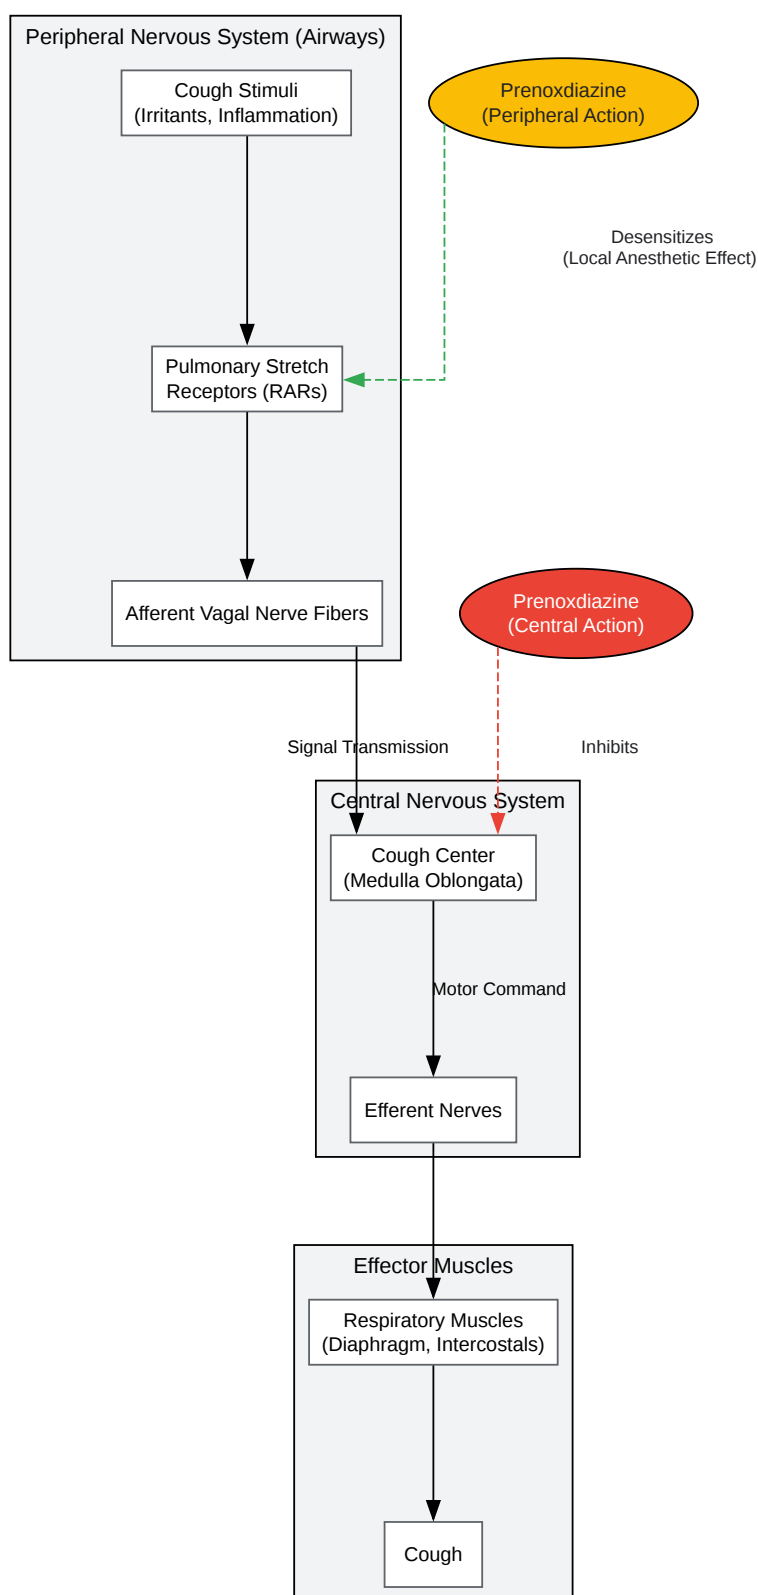 Peripheral Nervous System (Airways)
Cough Stimuli
(Irritants, Inflammation)
Prenoxdiazine
(Peripheral Action)
Desensitizes
(Local Anesthetic Effect)
Pulmonary Stretch
Receptors (RARs)
Afferent Vagal Nerve Fibers
Prenoxdiazine
(Central Action)
Signal Transmission
Inhibits
Central Nervous System
Cough Center
(Medulla Oblongata)
Motor Command
Efferent Nerves
Effector Muscles
Respiratory Muscles
(Diaphragm, Intercostals)
Cough